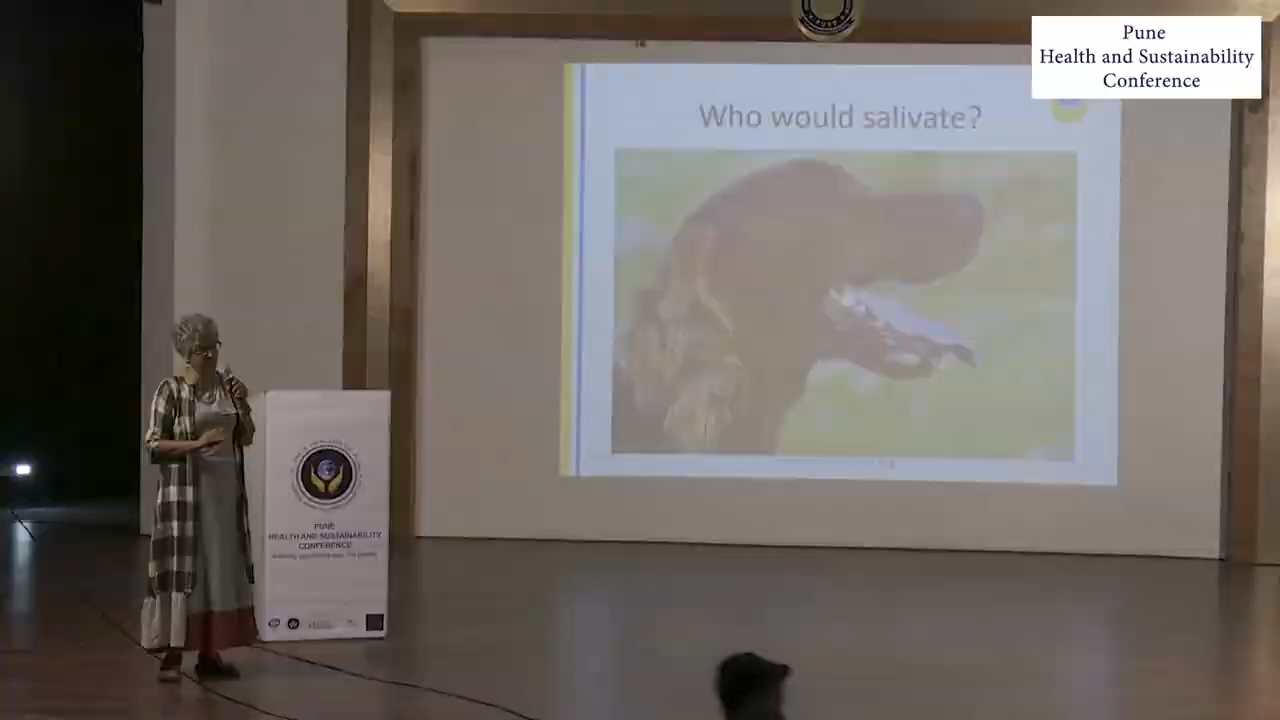 Pune
Health and Sustainability
Conference
Who would salivate?
PUNE
HEALTH AND SUSTAINABILITY
CONFERENCE